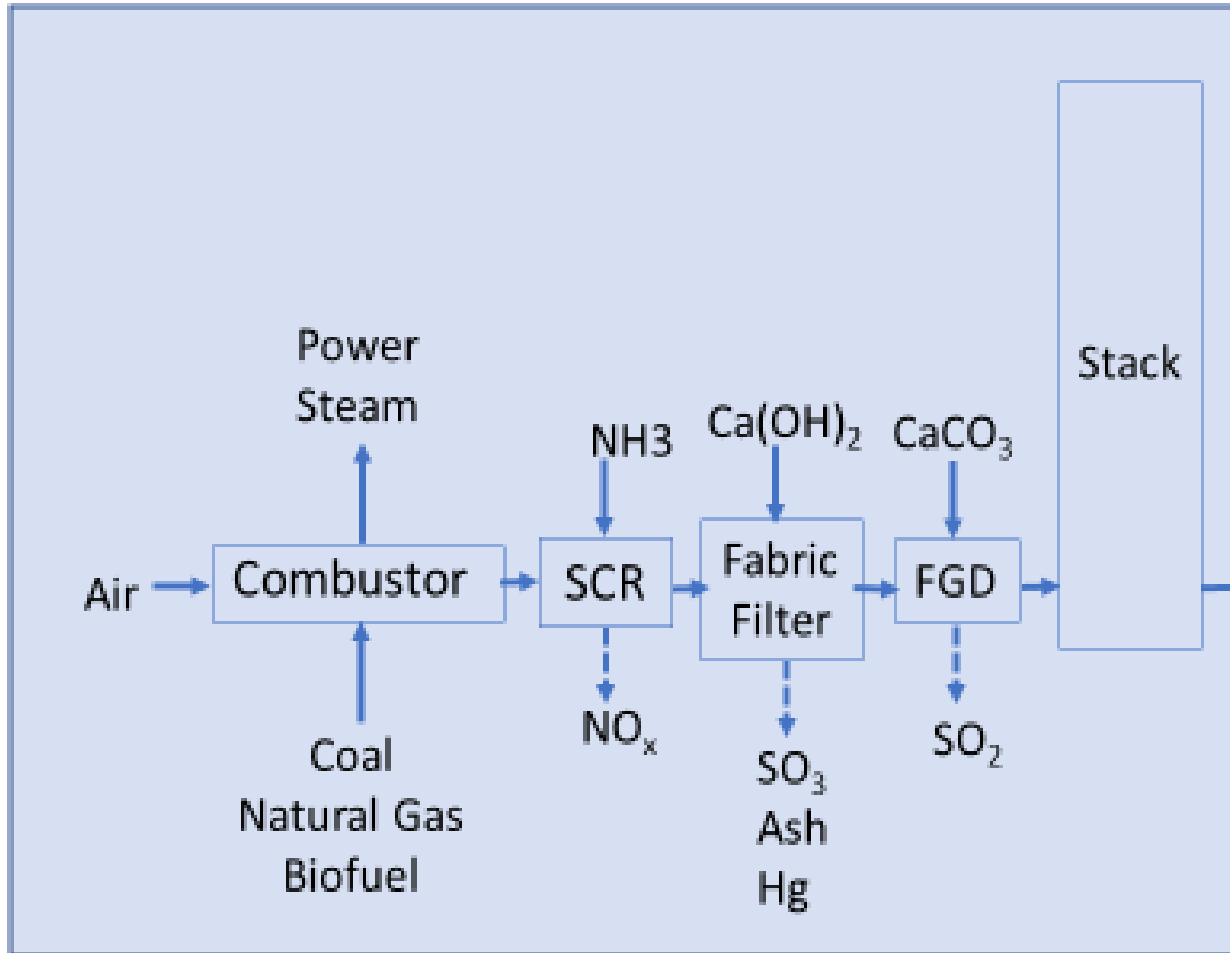 Power
Steam
NH3
Ca(OH)₂
CaCO₃
Stack
Air
Combustor
SCR
Fabric
Filter
FGD
Coal
Natural Gas
Biofuel
NOₓ
SO₃
Ash
Hg
SO₂